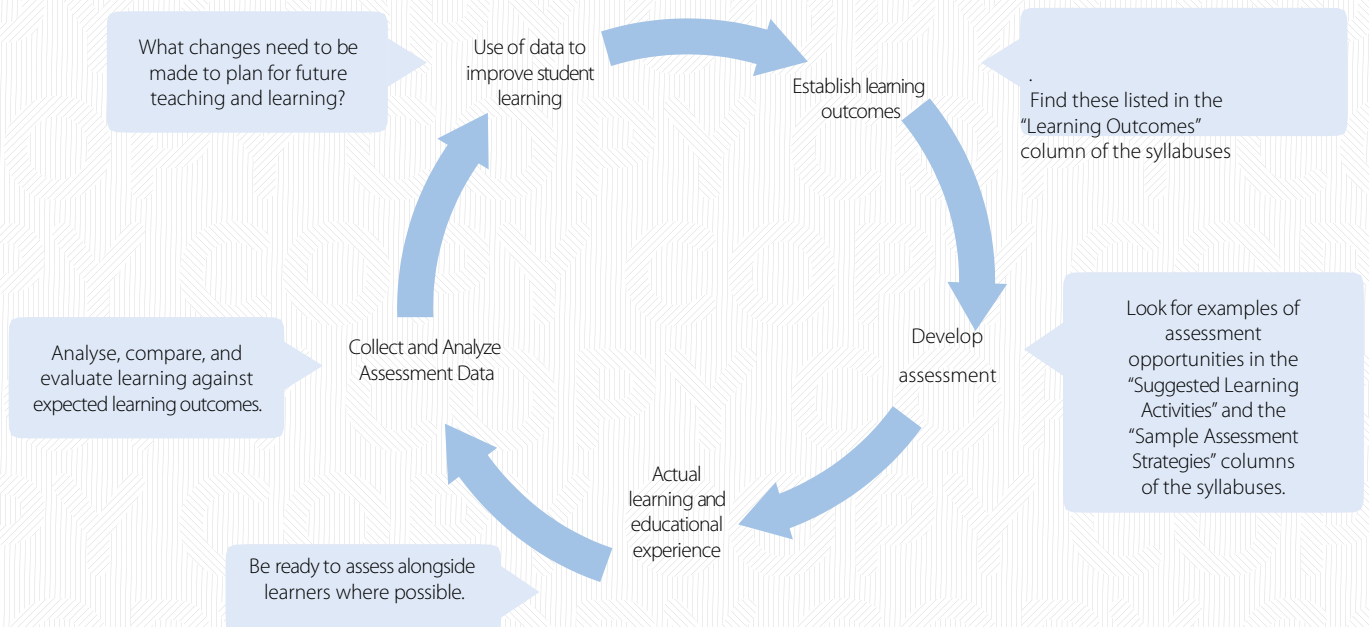 What changes need to be
made to plan for future
teaching and learning?
Use of data to
improve student
learning
Establish learning
outcomes
.
Find these listed in the
“Learning Outcomes”
column of the syllabuses
Develop
assessment
Look for examples of
assessment
opportunities in the
“Suggested Learning
Activities” and the
“Sample Assessment
Strategies” columns
of the syllabuses.
Actual
learning and
educational
experience
Be ready to assess alongside
learners where possible.
Collect and Analyze
Assessment Data
Analyse, compare, and
evaluate learning against
expected learning outcomes.